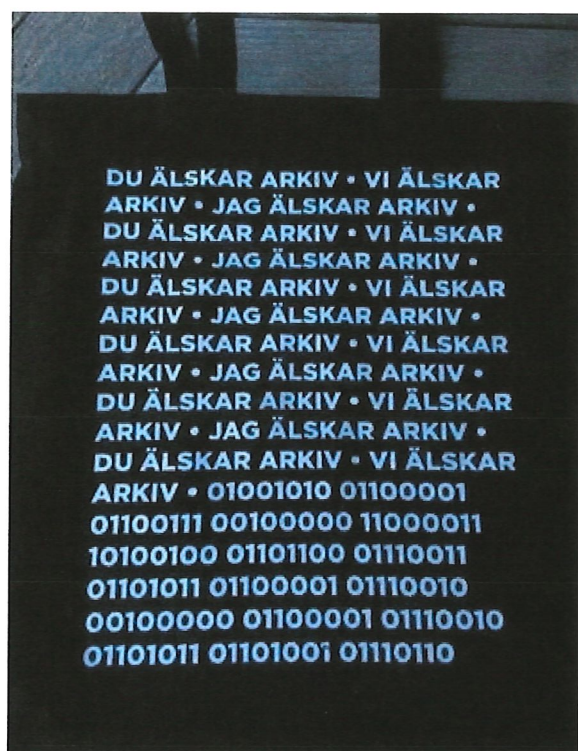 DU ÄLSKAR ARKIV • VI ÄLSKAR
ARKIV • JAG ÄLSKAR ARKIV •
DU ÄLSKAR ARKIV • VI ÄLSKAR
ARKIV • JAG ÄLSKAR ARKIV •
DU ÄLSKAR ARKIV • VI ÄLSKAR
ARKIV • JAG ÄLSKAR ARKIV •
DU ÄLSKAR ARKIV • VI ÄLSKAR
ARKIV • JAG ÄLSKAR ARKIV •
DU ÄLSKAR ARKIV • VI ÄLSKAR
ARKIV • JAG ÄLSKAR ARKIV •
DU ÄLSKAR ARKIV • VI ÄLSKAR
ARKIV • 01001010 01100001
01100111 00100000 11000011
10100100 01101100 01110011
01101011 01100001 01110010
00100000 01100001 01110010
01101011 01101001 01110110